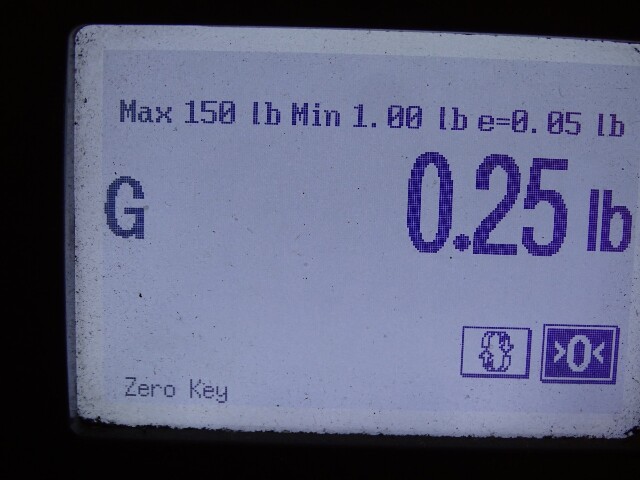 Max 150 lb Min 1.00 lb e=0.05 lb
G 0.25 lb
>0<
Zero Key